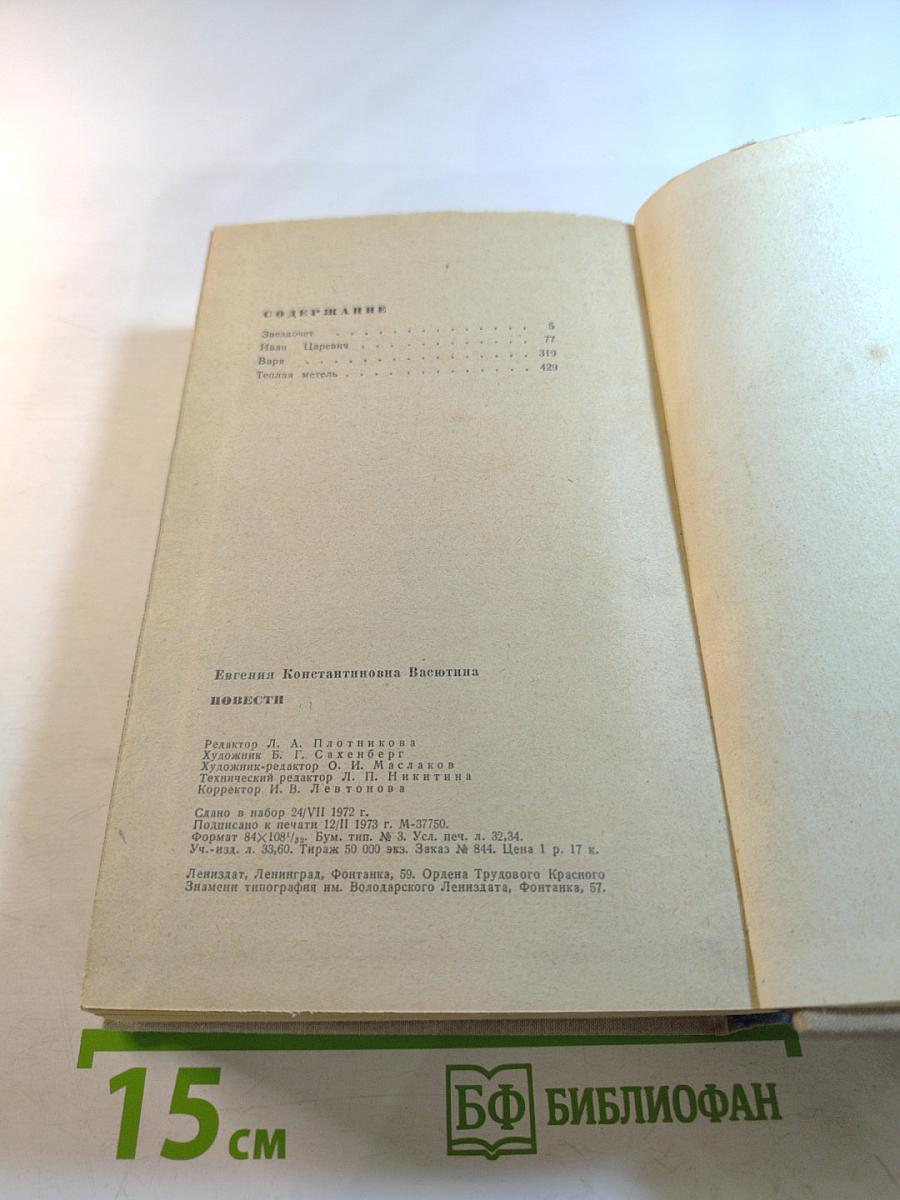 СОДЕРЖАНИЕ
Звездочет . . . . . . . . . . . . . . 5
Иван Царевич . . . . . . . . . . . . . 77
Варя . . . . . . . . . . . . . . . 319
Теплая метель . . . . . . . . . . . . . 429
Евгения Константиновна Васютина
ПОВЕСТИ
Редактор Л. А. Плотникова
Художник Б. Г. Сахенберг
Художник-редактор О. И. Маслаков
Технический редактор Л. П. Никитина
Корректор И. В. Левтонова
Сдано в набор 24/VII 1972 г.
Подписано к печати 12/II 1973 г. М-37750.
Формат 84×108¹/₃₂. Бум. тип. № 3. Усл. печ. л. 32,34.
Уч.-изд. л. 33,60. Тираж 50 000 экз. Заказ № 844. Цена 1 р. 17 к.
Лениздат, Ленинград, Фонтанка, 59. Ордена Трудового Красного
Знамени типография им. Володарского Лениздата, Фонтанка, 57.
15 см
БФ БИБЛИОФАН